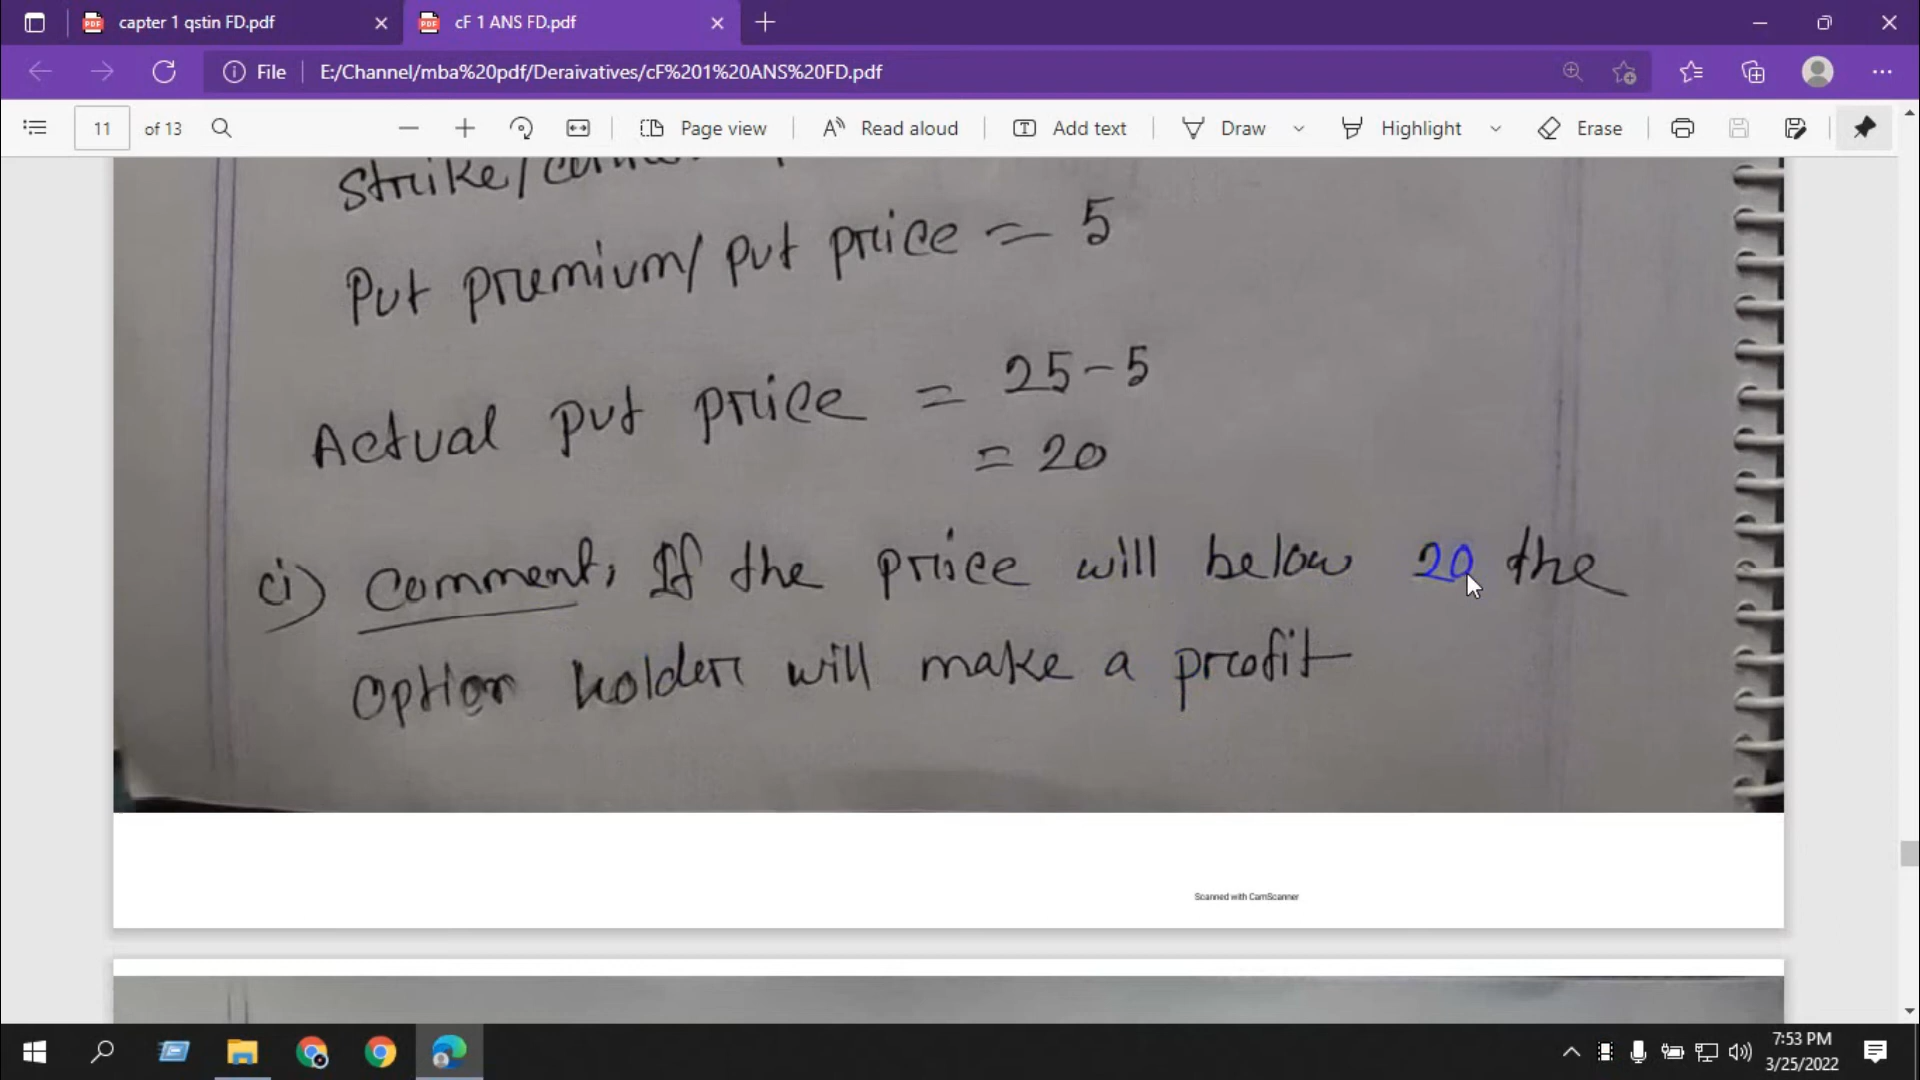 capter 1 qstin FD.pdf
cF 1 ANS FD.pdf
File
E:/Channel/mba%20pdf/Deraivatives/cF%201%20ANS%20FD.pdf
11 of 13
Page view
Read aloud
Add text
Draw
Highlight
Erase
Strike/
Put premium/ put price = 5
Actual put price = 25-5
= 20
ci) Comment, If the price will below 20 the
option holder will make a profit
Scanned with CamScanner
7:53 PM
3/25/2022